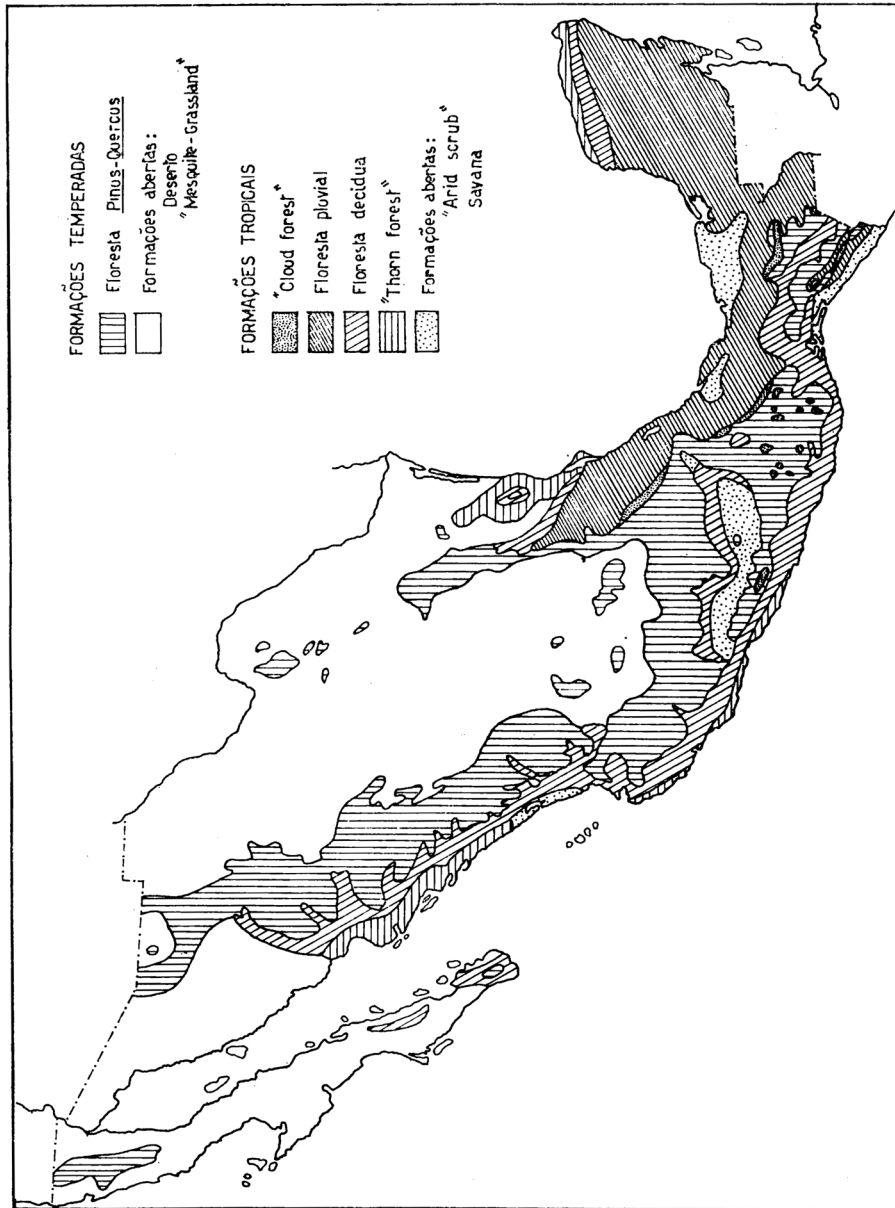 FORMAÇÕES TEMPERADAS
Floresta Pinus-Quercus
Formações abertas:
Deserto
"Mesquite-Grassland"
FORMAÇÕES TROPICAIS
"Cloud forest"
Floresta pluvial
Floresta decídua
"Thorn forest"
Formações abertas:
"Arid scrub"
Savana